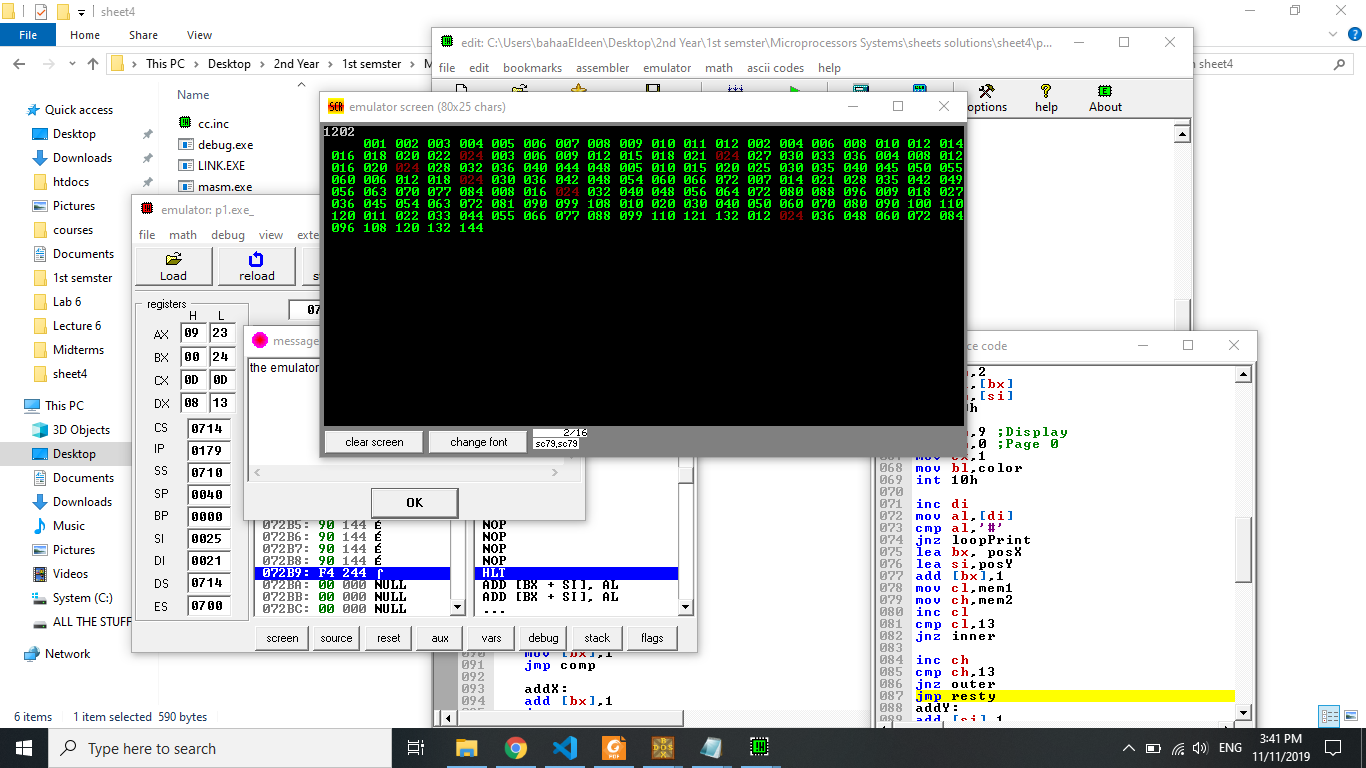 sheet4
File Home Share View
This PC Desktop 2nd Year 1st semster
sheet4
Quick access
Desktop
Downloads
htdocs
Pictures
courses
Documents
1st semster
Lab 6
Lecture 6
Midterms
sheet4
This PC
3D Objects
Desktop
Documents
Downloads
Music
Pictures
Videos
System (C:)
ALL THE STUFF
Network
Name
cc.inc
debug.exe
LINK.EXE
masm.exe
6 items 1 item selected 590 bytes
edit: C:\Users\bahaaEldeen\Desktop\2nd Year\1st semster\Microprocessors Systems\sheets solutions\sheet4\p...
file edit bookmarks assembler emulator math ascii codes help
options help About
emulator screen (80x25 chars)
1202
001 002 003 004 005 006 007 008 009 010 011 012 002 004 006 008 010 012 014
016 018 020 022 024 003 006 009 012 015 018 021 024 027 030 033 036 004 008 012
016 020 024 028 032 036 040 044 048 005 010 015 020 025 030 035 040 045 050 055
060 006 012 018 024 030 036 042 048 054 060 066 072 007 014 021 028 035 042 049
056 063 070 077 084 008 016 024 032 040 048 056 064 072 080 088 096 009 018 027
036 045 054 063 072 081 090 099 108 010 020 030 040 050 060 070 080 090 100 110
120 011 022 033 044 055 066 077 088 099 110 121 132 012 024 036 048 060 072 084
096 108 120 132 144
clear screen change font 2/16
sc79,sc79
emulator: p1.exe_
file math debug view exte
Load reload
registers
H L
AX 09 23
BX 00 24
CX 0D 0D
DX 08 13
CS 0714
IP 0179
SS 0710
SP 0040
BP 0000
SI 0025
DI 0021
DS 0714
ES 0700
message
the emulator
OK
072B5: 90 144 É NOP
072B6: 90 144 É NOP
072B7: 90 144 É NOP
072B8: 90 144 É NOP
072B9: F4 244 ⌠ HLT
072BA: 00 000 NULL ADD [BX + SI], AL
072BB: 00 000 NULL ADD [BX + SI], AL
072BC: 00 000 NULL ...
screen source reset aux vars debug stack flags
091 jmp comp
092
093 addX:
094 add [bx],1
ce code
,2
,[bx]
,[si]
0h
,9 ;Display
,0 ;Page 0
068 mov bl,color
069 int 10h
070
071 inc di
072 mov al,[di]
073 cmp al,'#'
074 jnz loopPrint
075 lea bx, posX
076 lea si,posY
077 add [bx],1
078 mov cl,mem1
079 mov ch,mem2
080 inc cl
081 cmp cl,13
082 jnz inner
083
084 inc ch
085 cmp ch,13
086 jnz outer
087 jmp resty
088 addY:
089 add [si],1
Type here to search
ENG
3:41 PM
11/11/2019